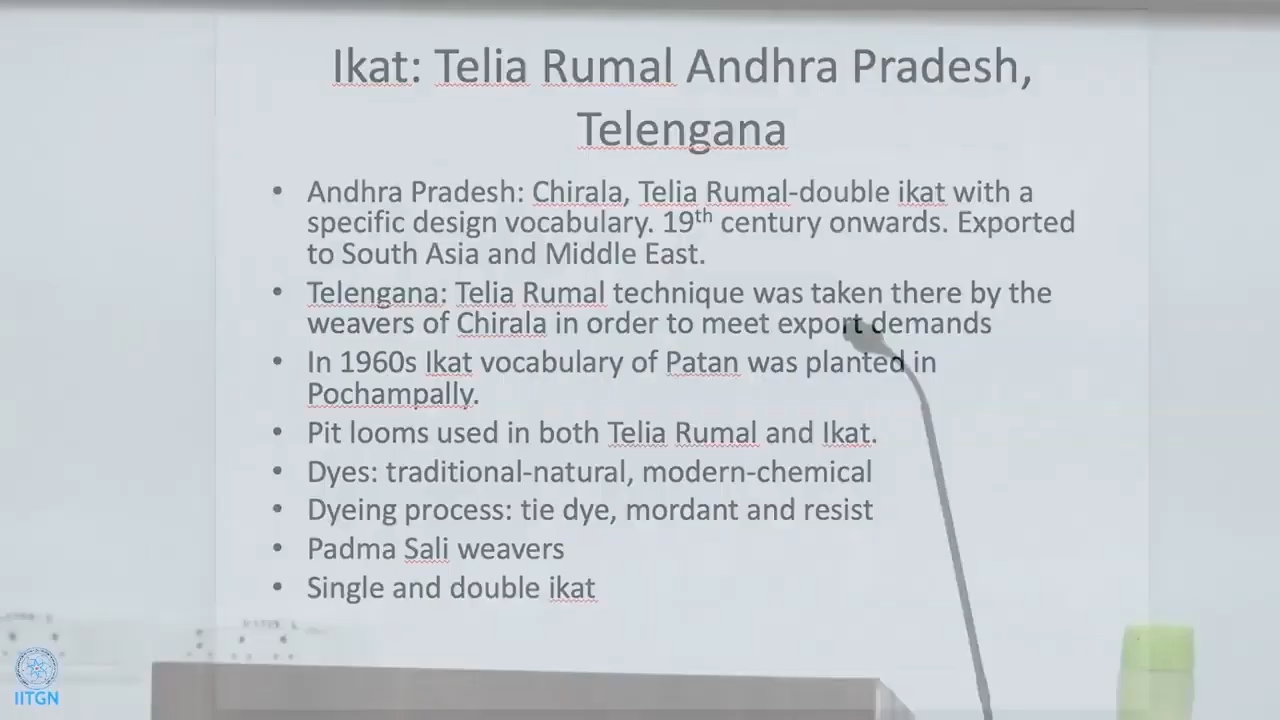 Ikat: Telia Rumal Andhra Pradesh,
Telengana
• Andhra Pradesh: Chirala, Telia Rumal-double ikat with a
specific design vocabulary. 19th century onwards. Exported
to South Asia and Middle East.
• Telengana: Telia Rumal technique was taken there by the
weavers of Chirala in order to meet export demands
• In 1960s Ikat vocabulary of Patan was planted in
Pochampally.
• Pit looms used in both Telia Rumal and Ikat.
• Dyes: traditional-natural, modern-chemical
• Dyeing process: tie dye, mordant and resist
• Padma Sali weavers
• Single and double ikat
IITGN